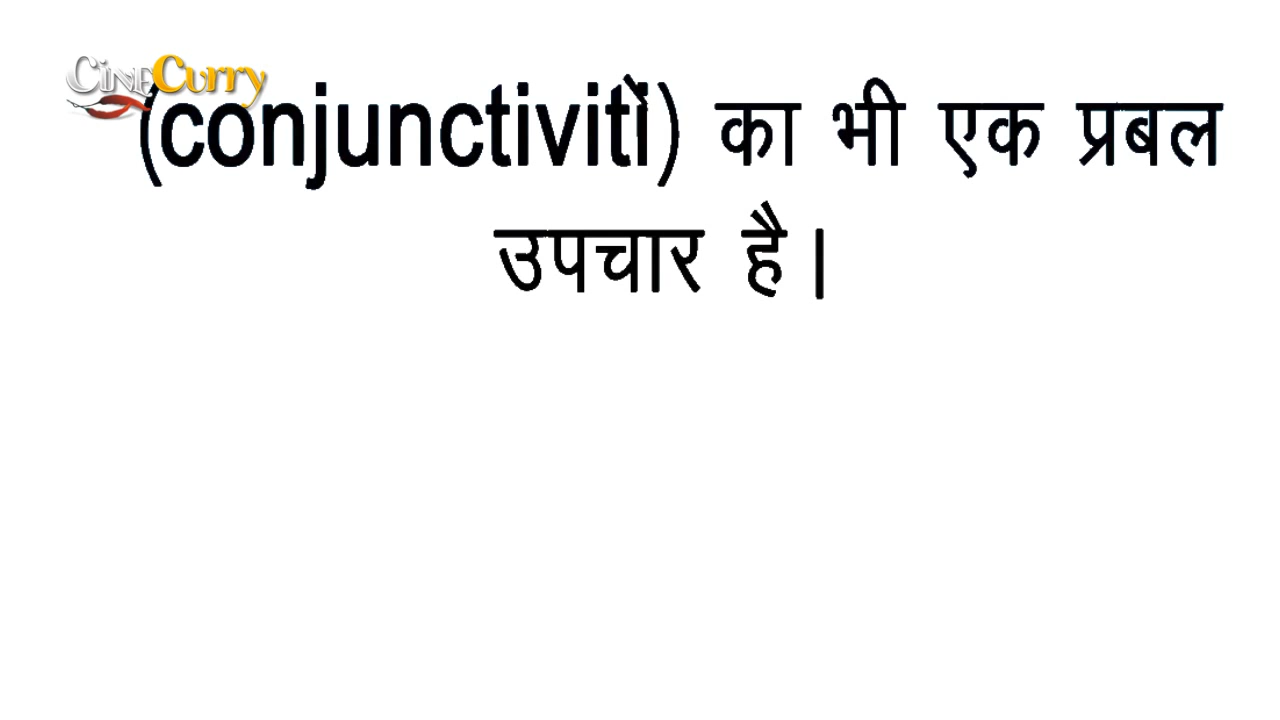 CineCurry
(conjunctiviti) का भी एक प्रबल
उपचार है।